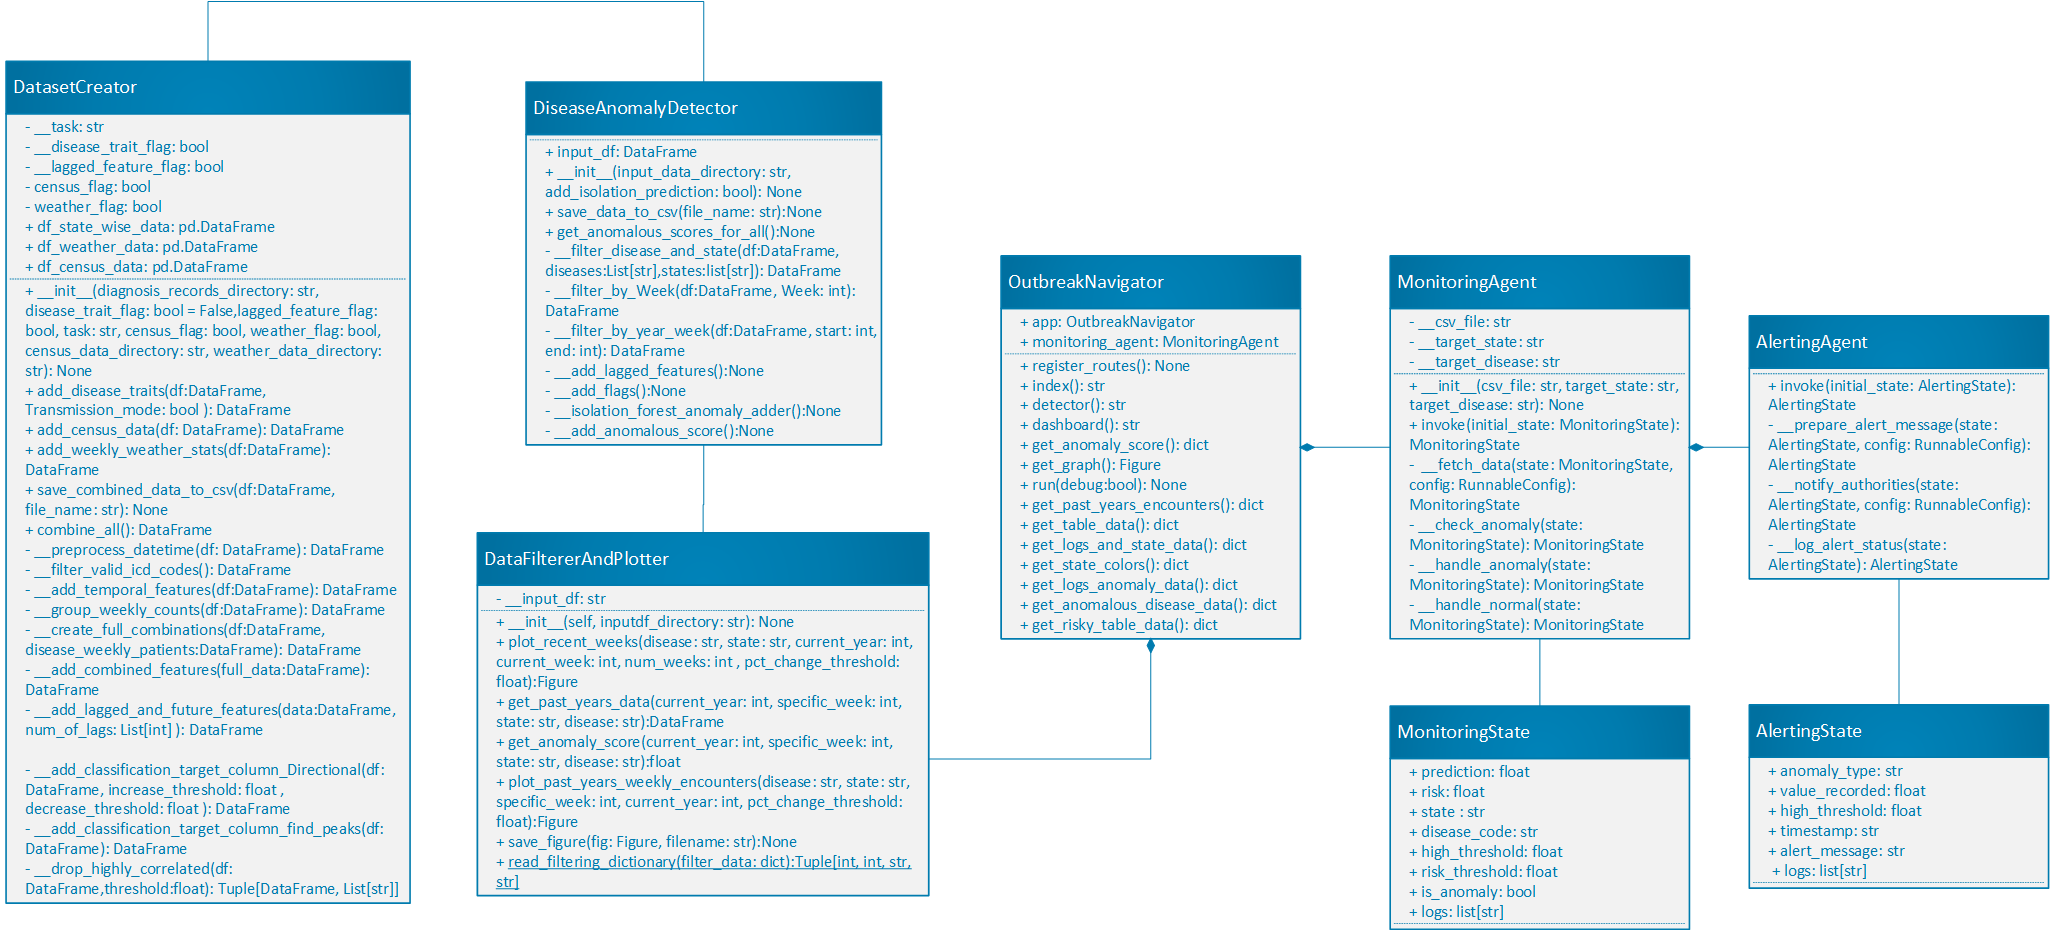 DatasetCreator
- __task: str
- __disease_trait_flag: bool
- __lagged_feature_flag: bool
- census_flag: bool
- weather_flag: bool
+ df_state_wise_data: pd.DataFrame
+ df_weather_data: pd.DataFrame
+ df_census_data: pd.DataFrame
+ __init__(diagnosis_records_directory: str,
disease_trait_flag: bool = False,lagged_feature_flag:
bool, task: str, census_flag: bool, weather_flag: bool,
census_data_directory: str, weather_data_directory:
str): None
+ add_disease_traits(df:DataFrame,
Transmission_mode: bool ): DataFrame
+ add_census_data(df: DataFrame): DataFrame
+ add_weekly_weather_stats(df:DataFrame):
DataFrame
+ save_combined_data_to_csv(df:DataFrame,
file_name: str): None
+ combine_all(): DataFrame
- __preprocess_datetime(df: DataFrame): DataFrame
- __filter_valid_icd_codes(): DataFrame
- __add_temporal_features(df:DataFrame): DataFrame
- __group_weekly_counts(df:DataFrame): DataFrame
- __create_full_combinations(df:DataFrame,
disease_weekly_patients:DataFrame): DataFrame
- __add_combined_features(full_data:DataFrame):
DataFrame
- __add_lagged_and_future_features(data:DataFrame,
num_of_lags: List[int] ): DataFrame
- __add_classification_target_column_Directional(df:
DataFrame, increase_threshold: float ,
decrease_threshold: float ): DataFrame
- __add_classification_target_column_find_peaks(df:
DataFrame): DataFrame
- __drop_highly_correlated(df:
DataFrame,threshold:float): Tuple[DataFrame, List[str]]
DiseaseAnomalyDetector
+ input_df: DataFrame
+ __init__(input_data_directory: str,
add_isolation_prediction: bool): None
+ save_data_to_csv(file_name: str):None
+ get_anomalous_scores_for_all():None
- __filter_disease_and_state(df:DataFrame,
diseases:List[str],states:list[str]): DataFrame
- __filter_by_Week(df:DataFrame, Week: int):
DataFrame
- __filter_by_year_week(df:DataFrame, start: int,
end: int): DataFrame
- __add_lagged_features():None
- __add_flags():None
- __isolation_forest_anomaly_adder():None
- __add_anomalous_score():None
DataFiltererAndPlotter
- __input_df: str
+ __init__(self, inputdf_directory: str): None
+ plot_recent_weeks(disease: str, state: str, current_year: int,
current_week: int, num_weeks: int , pct_change_threshold:
float):Figure
+ get_past_years_data(current_year: int, specific_week: int,
state: str, disease: str):DataFrame
+ get_anomaly_score(current_year: int, specific_week: int,
state: str, disease: str):float
+ plot_past_years_weekly_encounters(disease: str, state: str,
specific_week: int, current_year: int, pct_change_threshold:
float):Figure
+ save_figure(fig: Figure, filename: str):None
+ read_filtering_dictionary(filter_data: dict):Tuple[int, int, str,
str]
OutbreakNavigator
+ app: OutbreakNavigator
+ monitoring_agent: MonitoringAgent
+ register_routes(): None
+ index(): str
+ detector(): str
+ dashboard(): str
+ get_anomaly_score(): dict
+ get_graph(): Figure
+ run(debug:bool): None
+ get_past_years_encounters(): dict
+ get_table_data(): dict
+ get_logs_and_state_data(): dict
+ get_state_colors(): dict
+ get_logs_anomaly_data(): dict
+ get_anomalous_disease_data(): dict
+ get_risky_table_data(): dict
MonitoringAgent
- __csv_file: str
- __target_state: str
- __target_disease: str
+ __init__(csv_file: str, target_state: str,
target_disease: str): None
+ invoke(initial_state: MonitoringState):
MonitoringState
- __fetch_data(state: MonitoringState,
config: RunnableConfig):
MonitoringState
- __check_anomaly(state:
MonitoringState): MonitoringState
- __handle_anomaly(state:
MonitoringState): MonitoringState
- __handle_normal(state:
MonitoringState): MonitoringState
AlertingAgent
+ invoke(initial_state: AlertingState):
AlertingState
- __prepare_alert_message(state:
AlertingState, config: RunnableConfig):
AlertingState
- __notify_authorities(state:
AlertingState, config: RunnableConfig):
AlertingState
- __log_alert_status(state:
AlertingState): AlertingState
MonitoringState
+ prediction: float
+ risk: float
+ state : str
+ disease_code: str
+ high_threshold: float
+ risk_threshold: float
+ is_anomaly: bool
+ logs: list[str]
AlertingState
+ anomaly_type: str
+ value_recorded: float
+ high_threshold: float
+ timestamp: str
+ alert_message: str
+ logs: list[str]